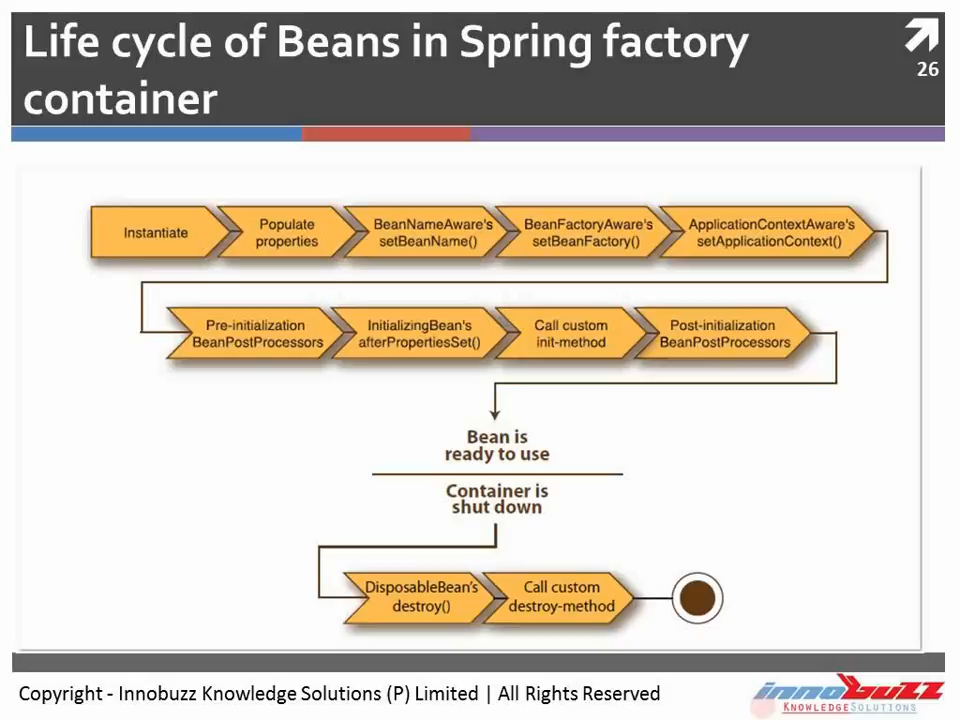 Life cycle of Beans in Spring factory
container
26
Instantiate
Populate
properties
BeanNameAware's
setBeanName()
BeanFactoryAware's
setBeanFactory()
ApplicationContextAware's
setApplicationContext()
Pre-initialization
BeanPostProcessors
InitializingBean's
afterPropertiesSet()
Call custom
init-method
Post-initialization
BeanPostProcessors
Bean is
ready to use
Container is
shut down
DisposableBean's
destroy()
Call custom
destroy-method
Copyright - Innobuzz Knowledge Solutions (P) Limited | All Rights Reserved
innobuzz
KNOWLEDGESOLUTIONS